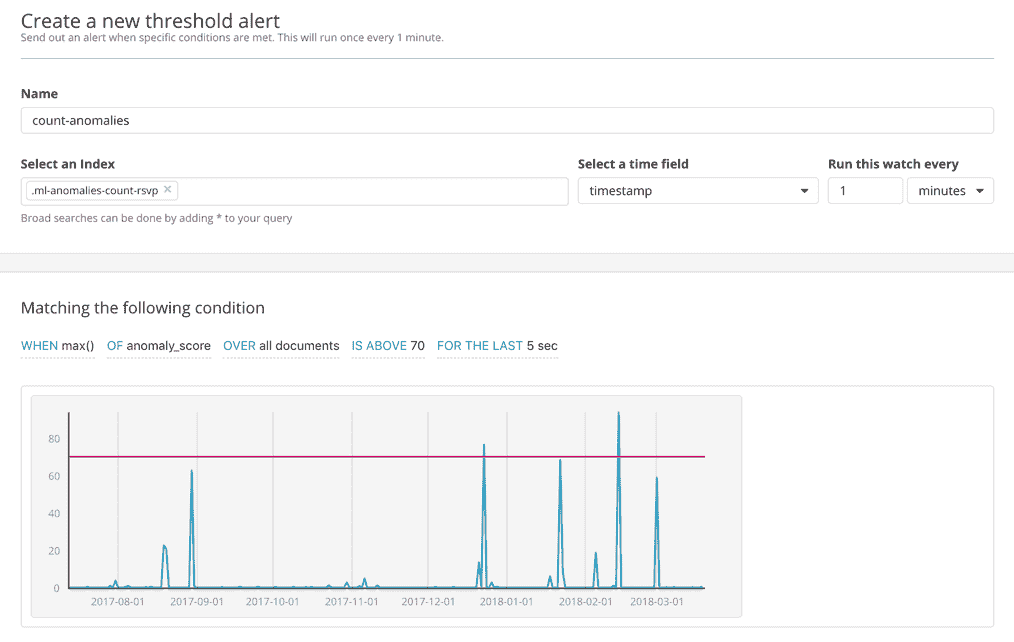 Create a new threshold alert
Send out an alert when specific conditions are met. This will run once every 1 minute.
Name
count-anomalies
Select an Index
Select a time field
Run this watch every
.ml-anomalies-count-rsvp ×
timestamp
1
minutes
Broad searches can be done by adding * to your query
Matching the following condition
WHEN max() OF anomaly_score OVER all documents IS ABOVE 70 FOR THE LAST 5 sec
80
60
40
20
0
2017-08-01 2017-09-01 2017-10-01 2017-11-01 2017-12-01 2018-01-01 2018-02-01 2018-03-01